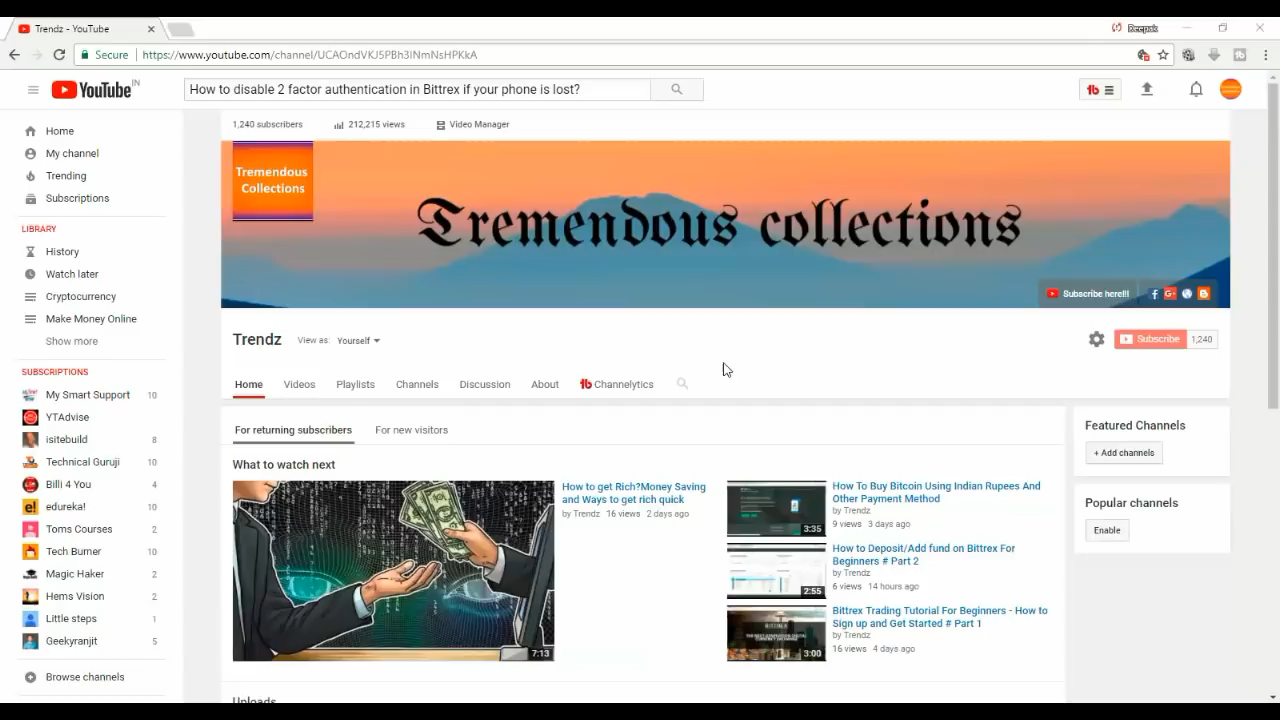 Trendz - YouTube
Deepak
Secure https://www.youtube.com/channel/UCAOndVKJ5PBh3INmNsHPKkA
YouTube IN
How to disable 2 factor authentication in Bittrex if your phone is lost?
Home
My channel
Trending
Subscriptions
LIBRARY
History
Watch later
Cryptocurrency
Make Money Online
Show more
SUBSCRIPTIONS
My Smart Support 10
YTAdvise
isitebuild 8
Technical Guruji 10
Billi 4 You 4
edureka! 10
Toms Courses 2
Tech Burner 10
Magic Haker 2
Hems Vision 2
Little steps 1
Geekyranjit 5
Browse channels
1,240 subscribers 212,215 views Video Manager
Tremendous
Collections
Tremendous collections
Subscribe here!!!
Trendz View as: Yourself
Subscribe 1,240
Home Videos Playlists Channels Discussion About Channelytics
For returning subscribers For new visitors
What to watch next
7:13
How to get Rich?Money Saving
and Ways to get rich quick
by Trendz 16 views 2 days ago
3:35
How To Buy Bitcoin Using Indian Rupees And
Other Payment Method
by Trendz
9 views 3 days ago
2:55
How to Deposit/Add fund on Bittrex For
Beginners # Part 2
by Trendz
6 views 14 hours ago
3:00
Bittrex Trading Tutorial For Beginners - How to
Sign up and Get Started # Part 1
by Trendz
16 views 4 days ago
Uploads
Featured Channels
+ Add channels
Popular channels
Enable